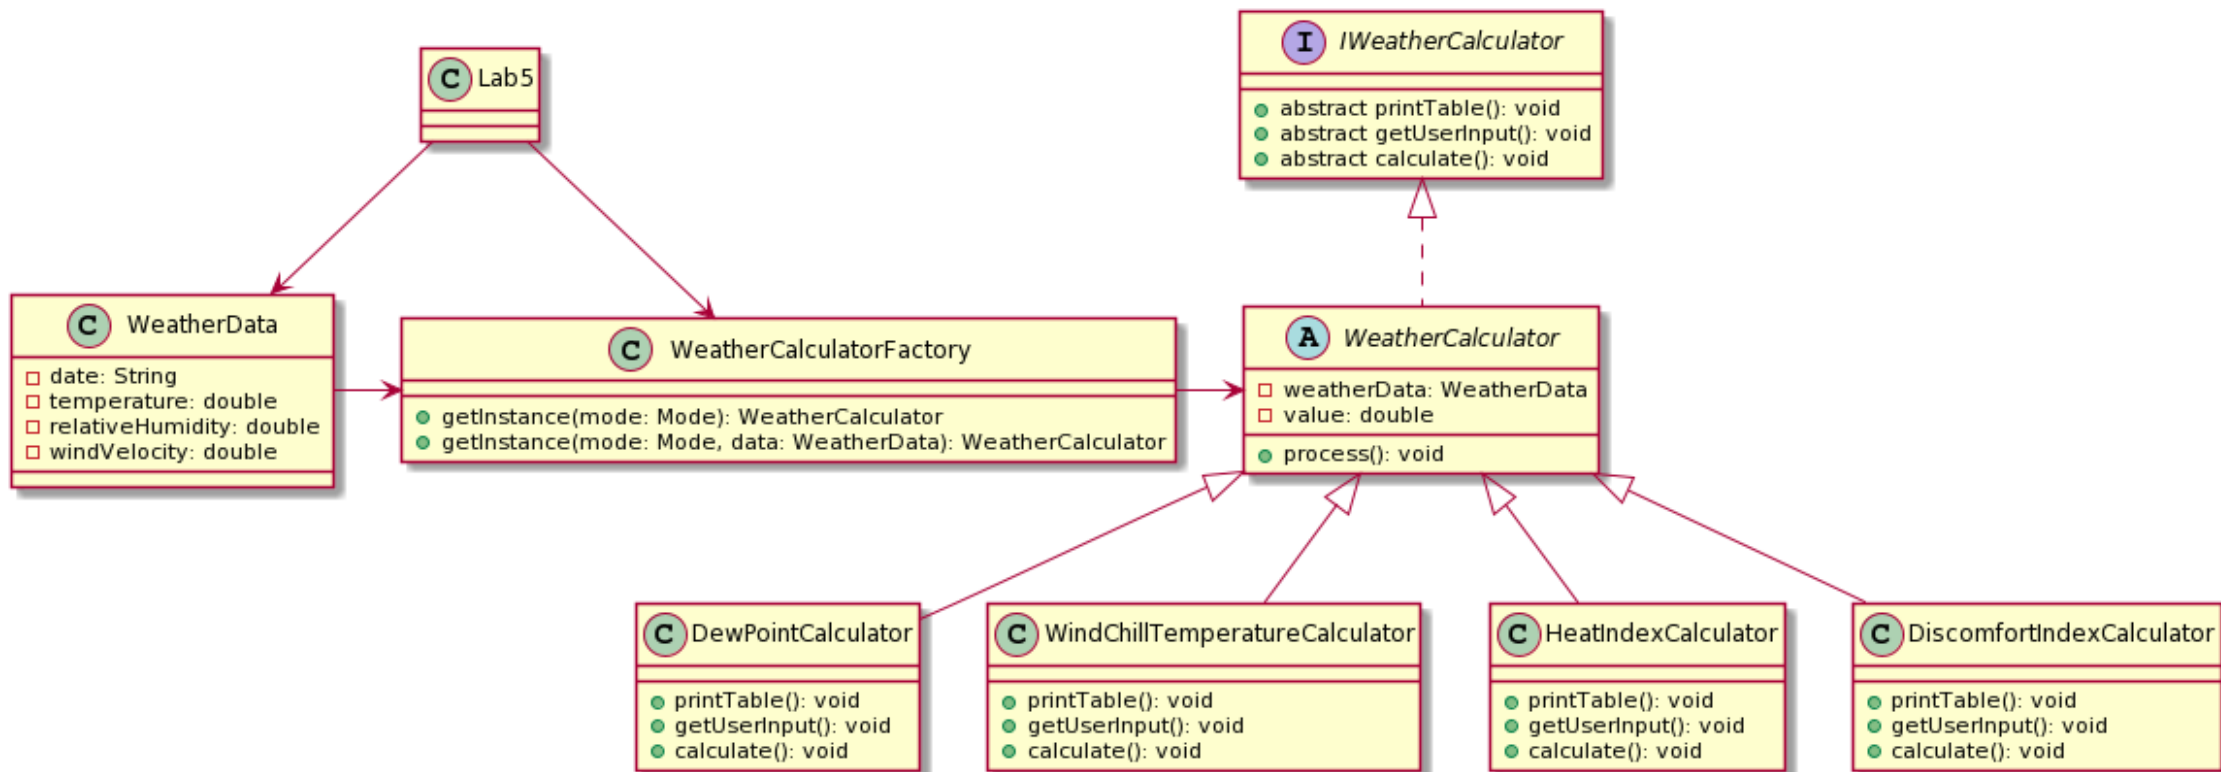 I IWeatherCalculator
abstract printTable(): void
abstract getUserInput(): void
abstract calculate(): void
C Lab5
C WeatherData
date: String
temperature: double
relativeHumidity: double
windVelocity: double
C WeatherCalculatorFactory
getInstance(mode: Mode): WeatherCalculator
getInstance(mode: Mode, data: WeatherData): WeatherCalculator
A WeatherCalculator
weatherData: WeatherData
value: double
process(): void
C DewPointCalculator
printTable(): void
getUserInput(): void
calculate(): void
C WindChillTemperatureCalculator
printTable(): void
getUserInput(): void
calculate(): void
C HeatIndexCalculator
printTable(): void
getUserInput(): void
calculate(): void
C DiscomfortIndexCalculator
printTable(): void
getUserInput(): void
calculate(): void